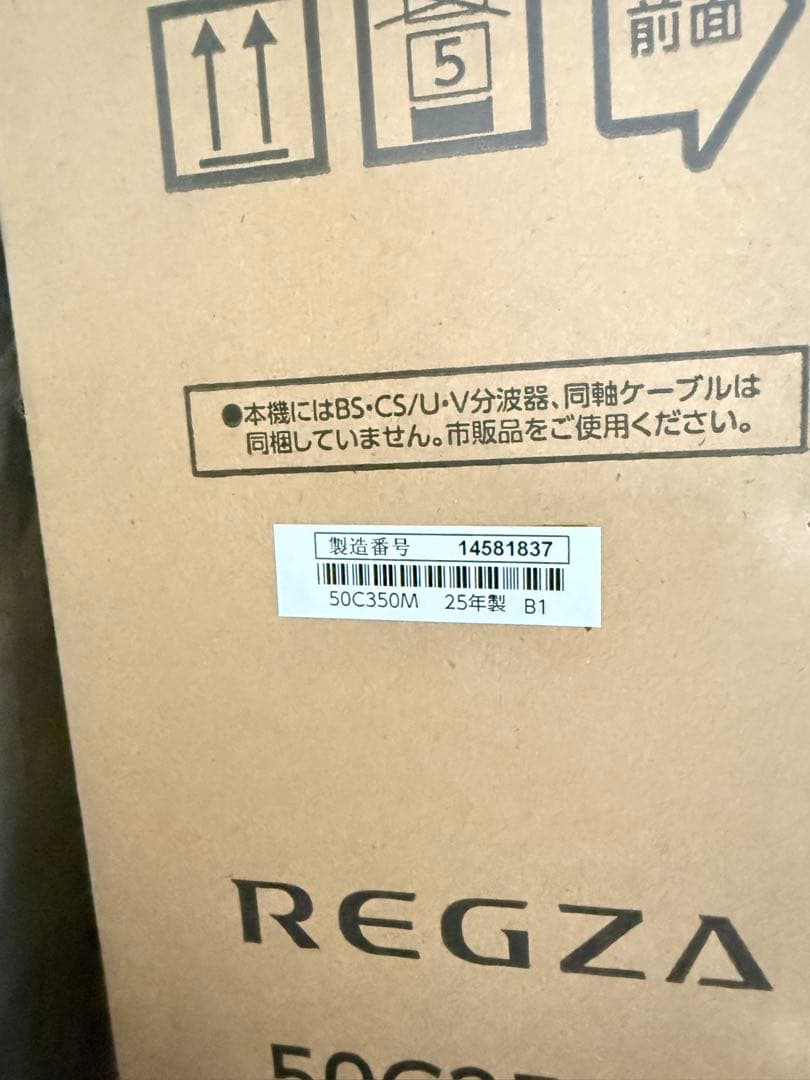 5
前面
●本機にはBS・CS/U・V分波器、同軸ケーブルは
同梱していません。市販品をご使用ください。
製造番号 14581837
50C350M 25年製 B1
REGZA